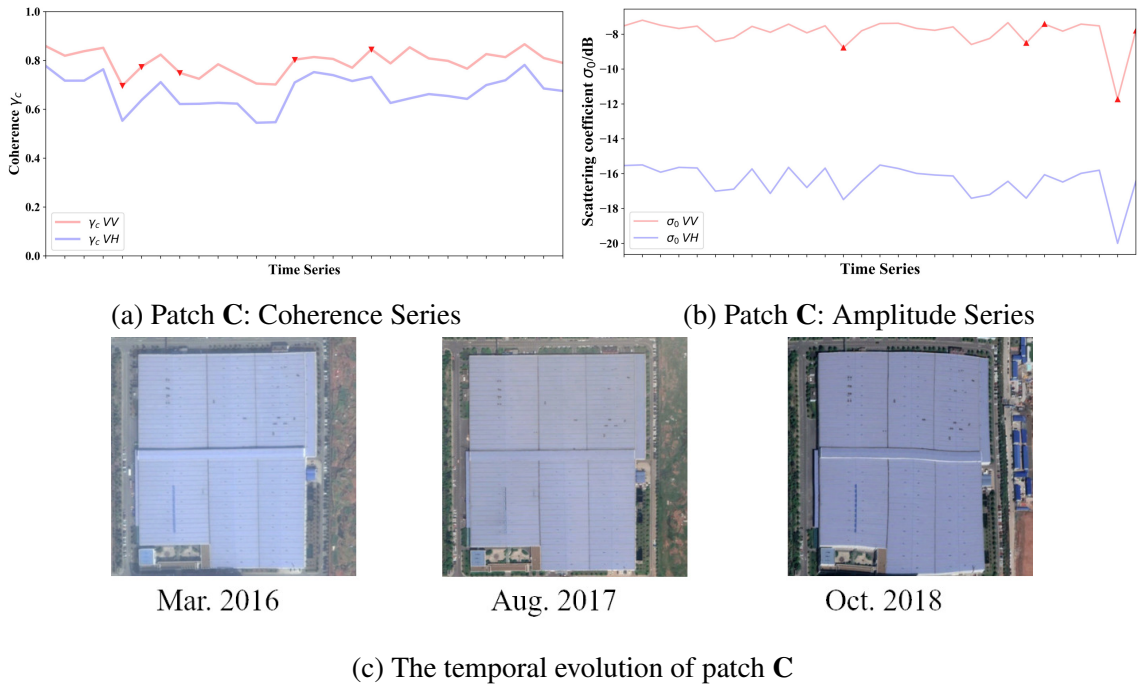 1.0
0.8
0.6
0.4
0.2
0.0
Coherence γc
γc VV
γc VH
Time Series
−8
−10
−12
−14
−16
−18
−20
Scattering coefficient σ0/dB
σ0 VV
σ0 VH
Time Series
(a) Patch C: Coherence Series
(b) Patch C: Amplitude Series
Mar. 2016
Aug. 2017
Oct. 2018
(c) The temporal evolution of patch C